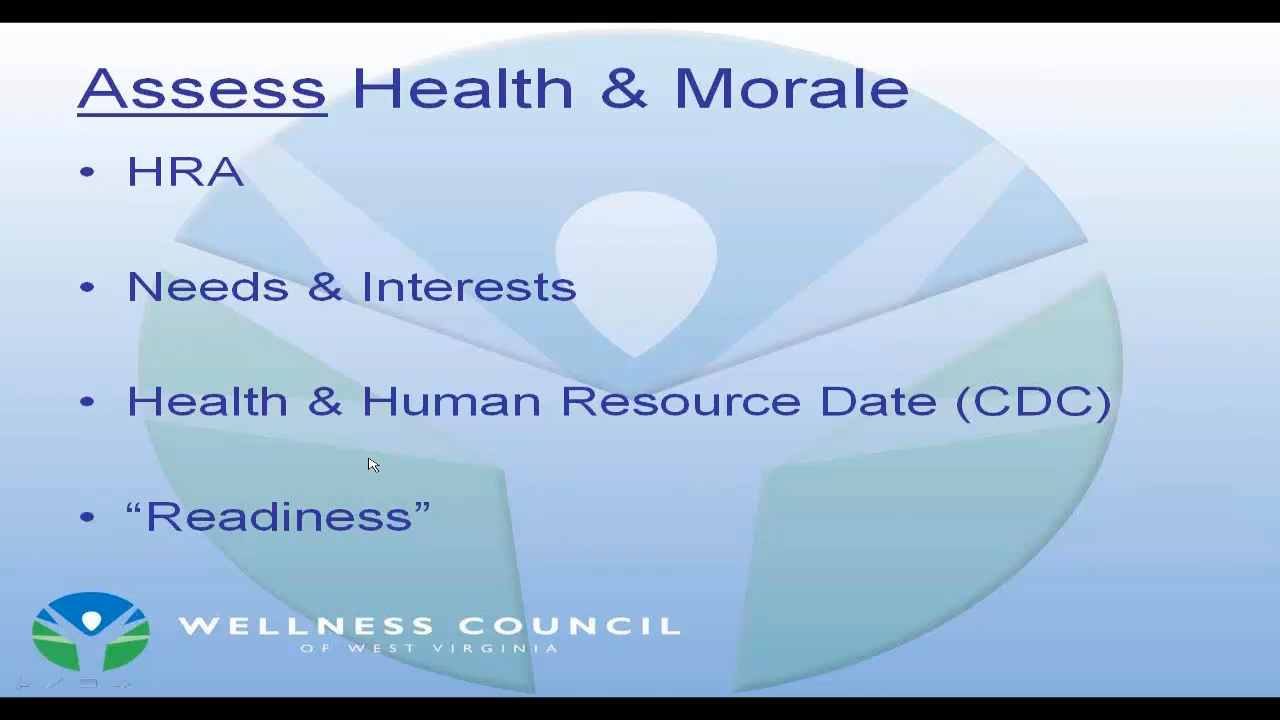 Assess Health & Morale
• HRA
• Needs & Interests
• Health & Human Resource Date (CDC)
• “Readiness”
WELLNESS COUNCIL
OF WEST VIRGINIA